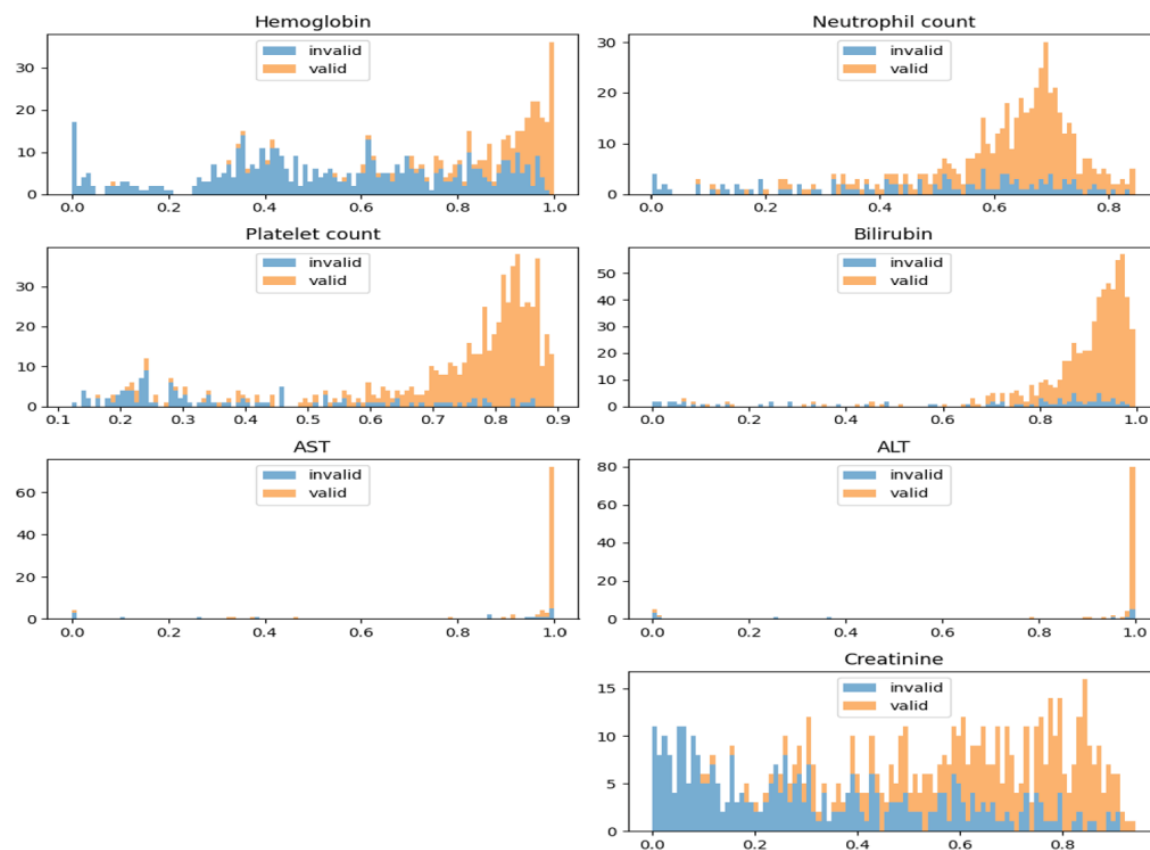 Hemoglobin
invalid
valid
30
20
10
0
0.0 0.2 0.4 0.6 0.8 1.0
Neutrophil count
invalid
valid
30
20
10
0
0.0 0.2 0.4 0.6 0.8
Platelet count
invalid
valid
30
20
10
0
0.1 0.2 0.3 0.4 0.5 0.6 0.7 0.8 0.9
Bilirubin
invalid
valid
50
40
30
20
10
0
0.0 0.2 0.4 0.6 0.8 1.0
AST
invalid
valid
60
40
20
0
0.0 0.2 0.4 0.6 0.8 1.0
ALT
invalid
valid
80
60
40
20
0
0.0 0.2 0.4 0.6 0.8 1.0
Creatinine
invalid
valid
15
10
5
0
0.0 0.2 0.4 0.6 0.8